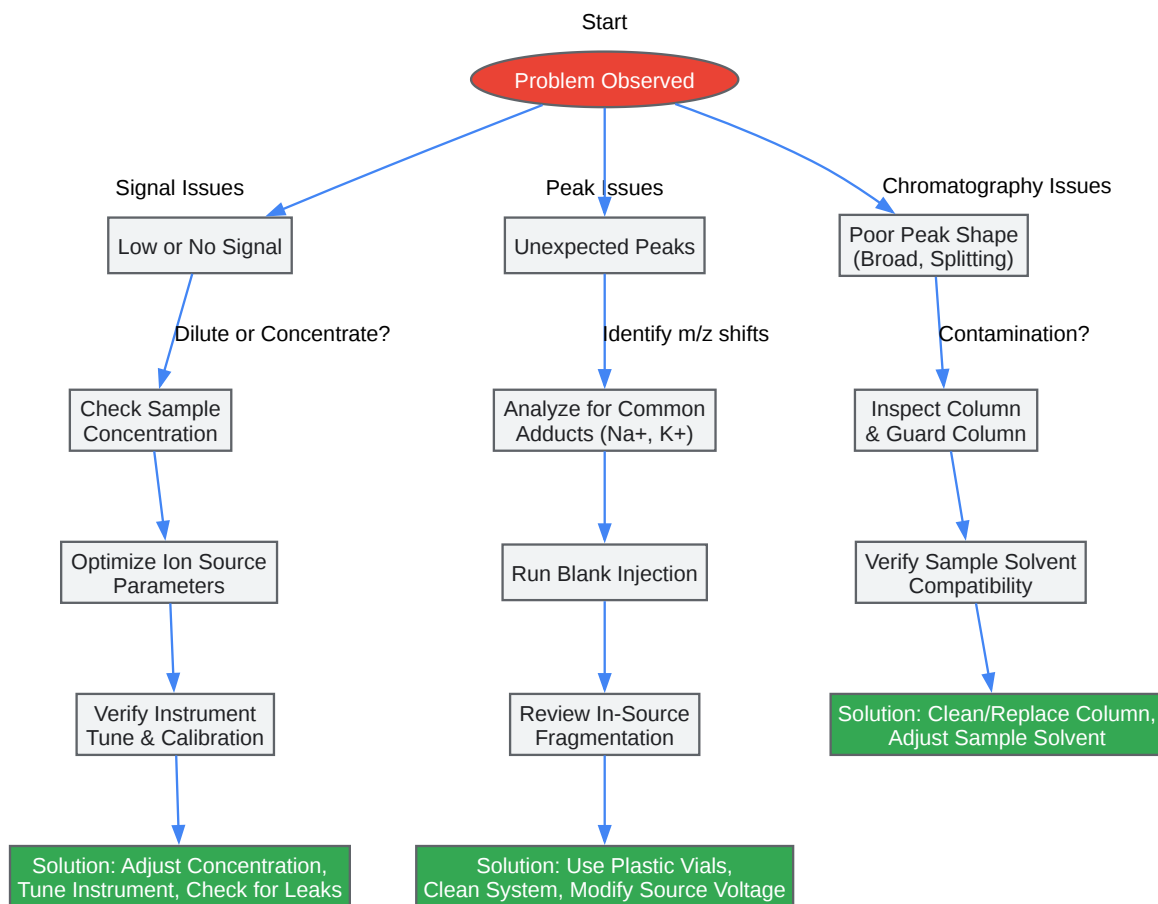 Start
Problem Observed
Signal Issues
Peak Issues
Chromatography Issues
Low or No Signal
Unexpected Peaks
Poor Peak Shape
(Broad, Splitting)
Dilute or Concentrate?
Identify m/z shifts
Contamination?
Check Sample
Concentration
Analyze for Common
Adducts (Na+, K+)
Inspect Column
& Guard Column
Optimize Ion Source
Parameters
Run Blank Injection
Verify Sample Solvent
Compatibility
Verify Instrument
Tune & Calibration
Review In-Source
Fragmentation
Solution: Clean/Replace Column,
Adjust Sample Solvent
Solution: Adjust Concentration,
Tune Instrument, Check for Leaks
Solution: Use Plastic Vials,
Clean System, Modify Source Voltage